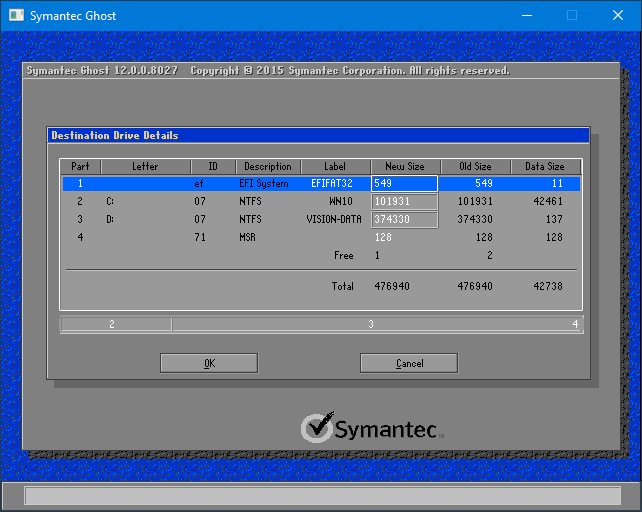 Symantec Ghost
Symantec Ghost 12.0.0.8027 Copyright © 2015 Symantec Corporation. All rights reserved.
Destination Drive Details
Part Letter ID Description Label New Size Old Size Data Size
1 ef EFI System EFIFAT32 549 549 11
2 C: 07 NTFS WN10 101931 101931 42461
3 D: 07 NTFS VISION-DATA 374330 374330 137
4 71 MSR 128 128 128
Free 1 2
Total 476940 476940 42738
2 3 4
OK Cancel
Symantec